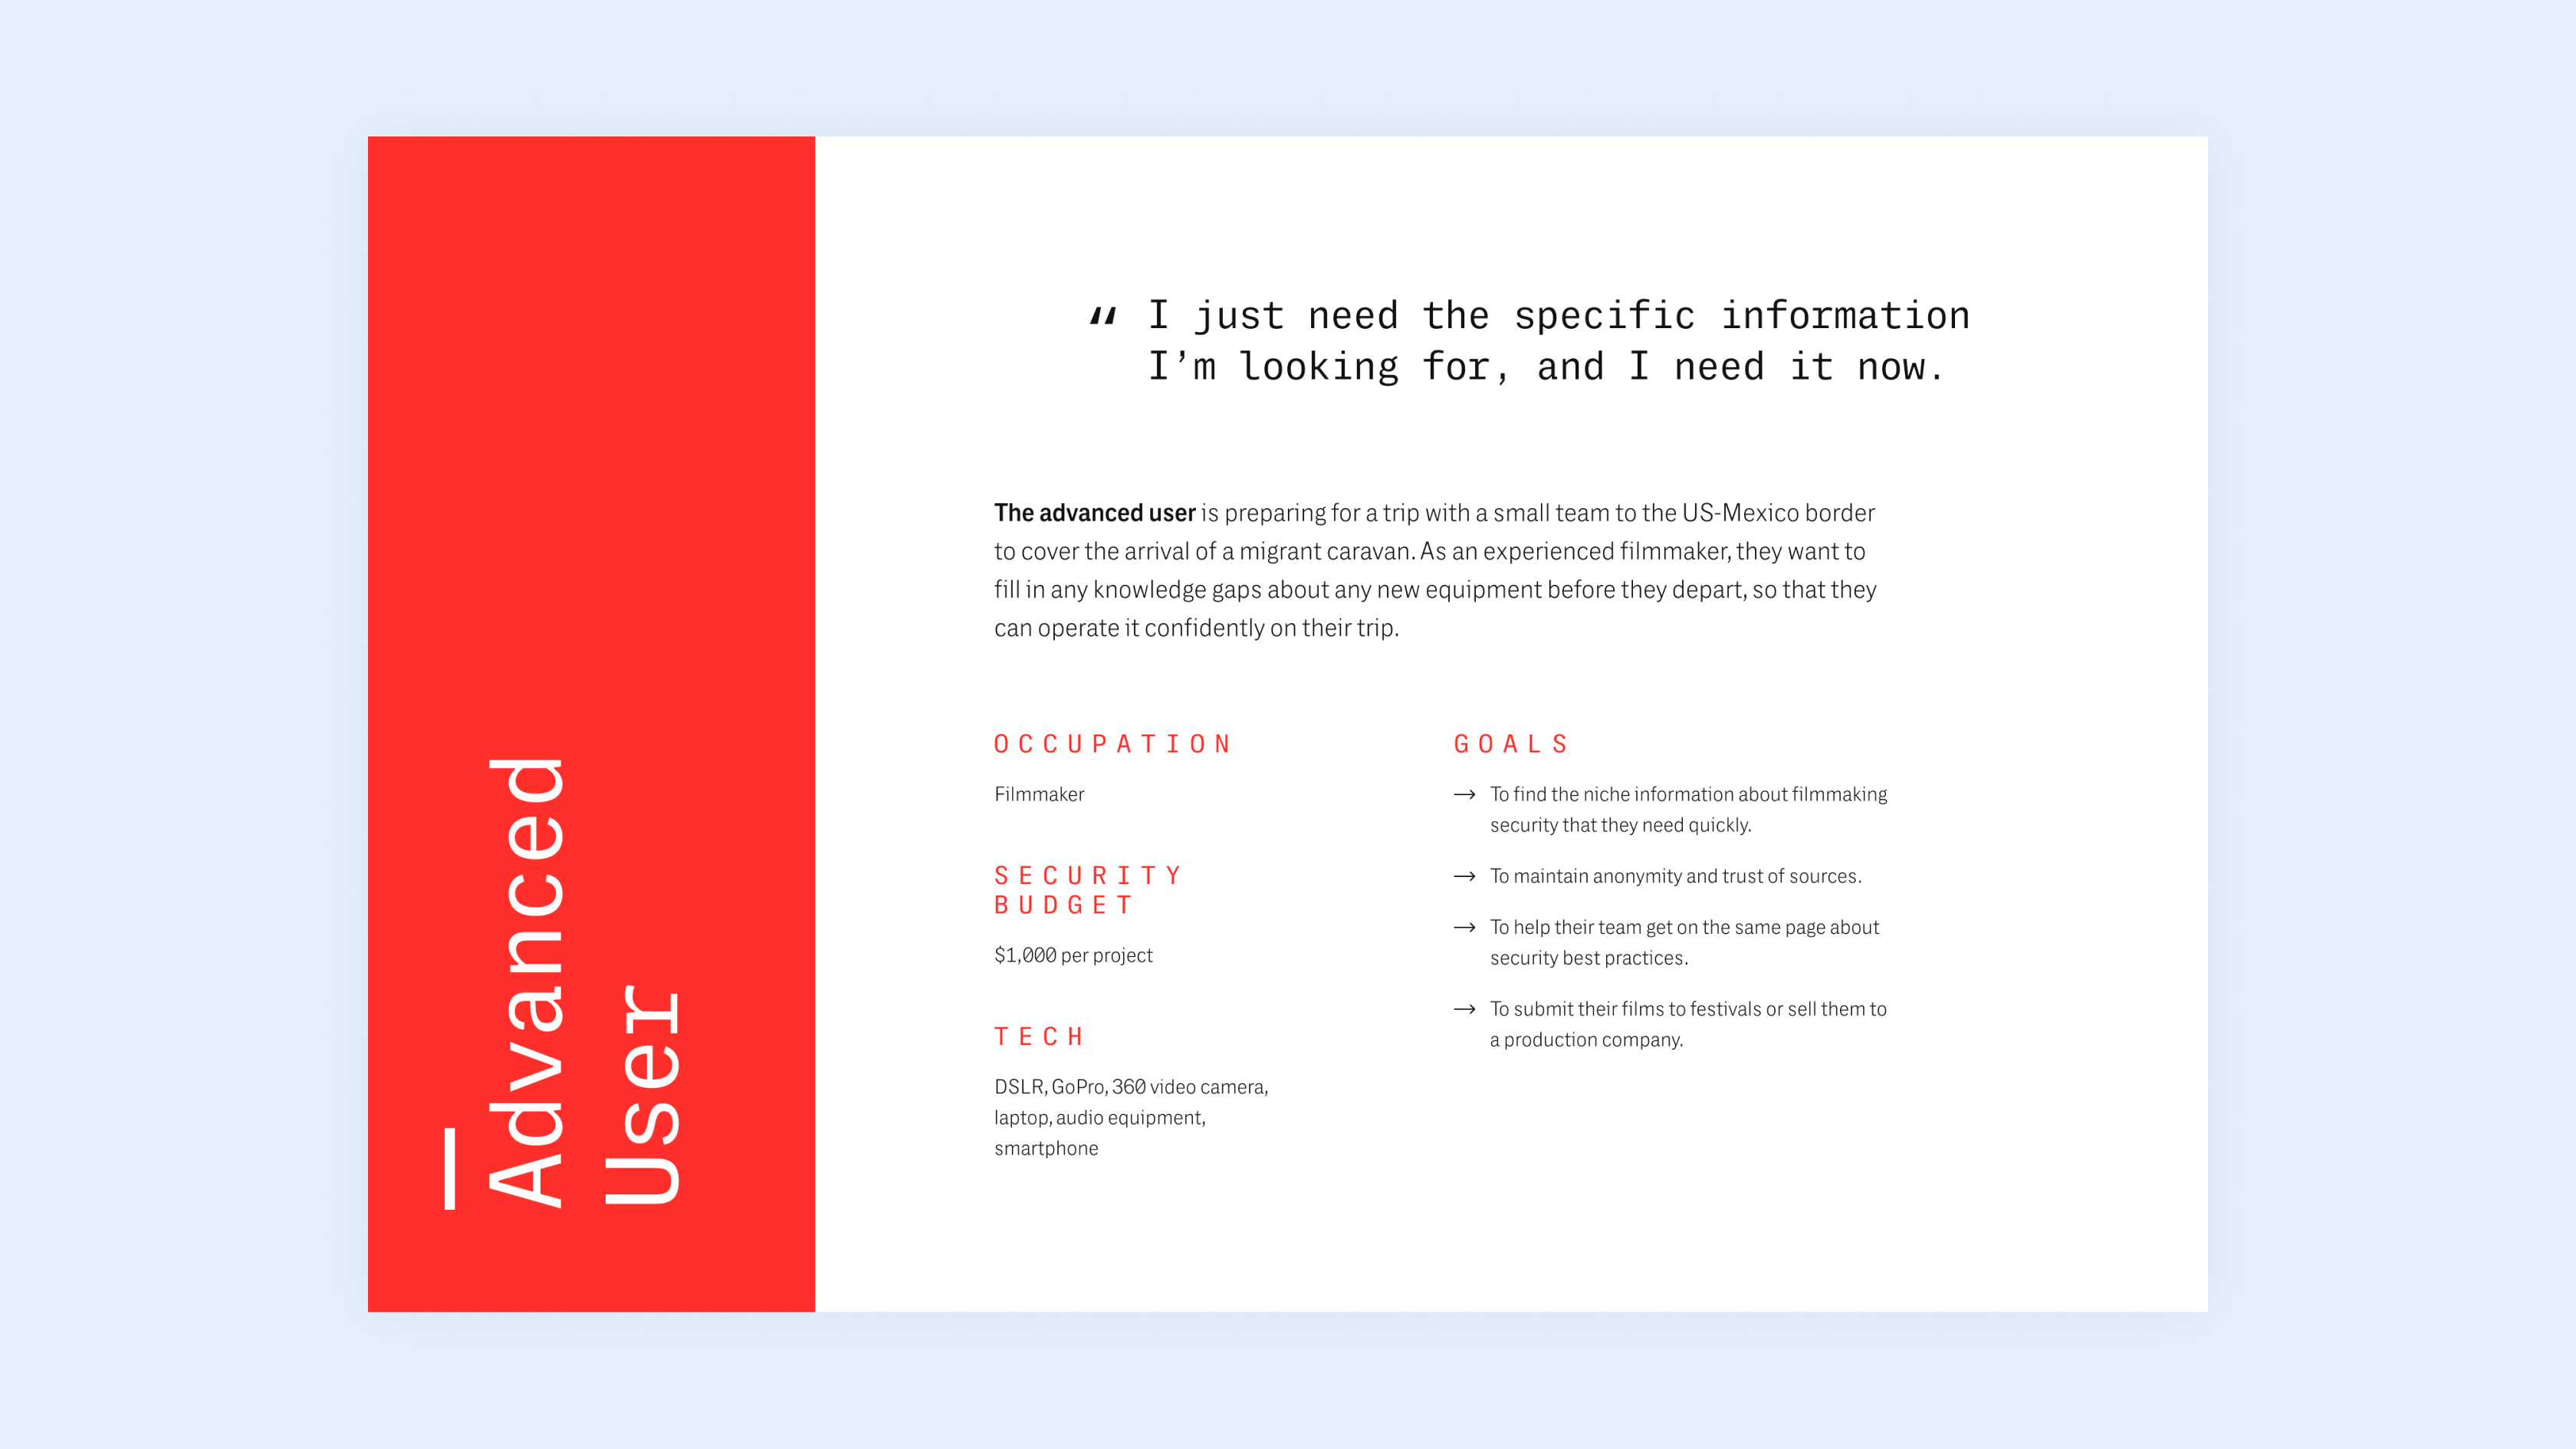 Advanced
User
“ I just need the specific information
I’m looking for, and I need it now.
The advanced user is preparing for a trip with a small team to the US-Mexico border
to cover the arrival of a migrant caravan. As an experienced filmmaker, they want to
fill in any knowledge gaps about any new equipment before they depart, so that they
can operate it confidently on their trip.
OCCUPATION
Filmmaker
SECURITY
BUDGET
$1,000 per project
TECH
DSLR, GoPro, 360 video camera,
laptop, audio equipment,
smartphone
GOALS
→ To find the niche information about filmmaking
security that they need quickly.
→ To maintain anonymity and trust of sources.
→ To help their team get on the same page about
security best practices.
→ To submit their films to festivals or sell them to
a production company.